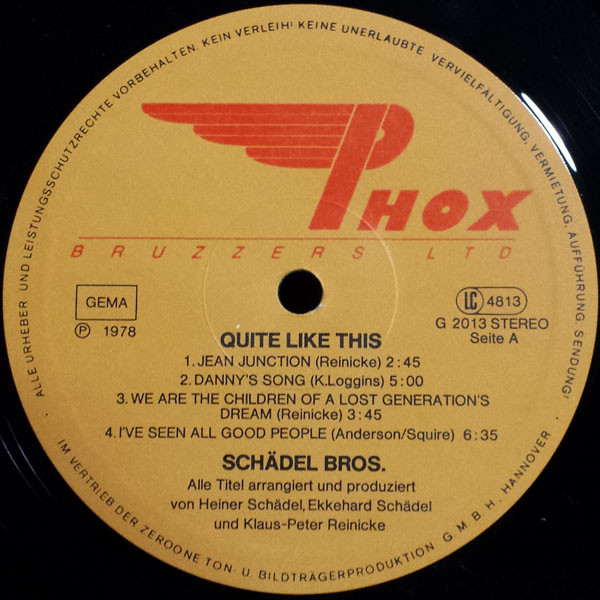 ALLE URHEBER- UND LEISTUNGSSCHUTZRECHTE VORBEHALTEN. KEIN VERLEIH! KEINE UNERLAUBTE VERVIELFÄLTIGUNG, VERMIETUNG, AUFFÜHRUNG, SENDUNG!
PHOX
BRUZZERS LTD
GEMA
Ⓟ 1978
LC 4813
G 2013 STEREO
Seite A
QUITE LIKE THIS
1. JEAN JUNCTION (Reinicke) 2:45
2. DANNY'S SONG (K.Loggins) 5:00
3. WE ARE THE CHILDREN OF A LOST GENERATION'S
DREAM (Reinicke) 3:45
4. I'VE SEEN ALL GOOD PEOPLE (Anderson/Squire) 6:35
SCHÄDEL BROS.
Alle Titel arrangiert und produziert
von Heiner Schädel, Ekkehard Schädel
und Klaus-Peter Reinicke
IM VERTRIEB DER ZEROONE TON- U. BILDTRÄGERPRODUKTION G.M.B.H. HANNOVER